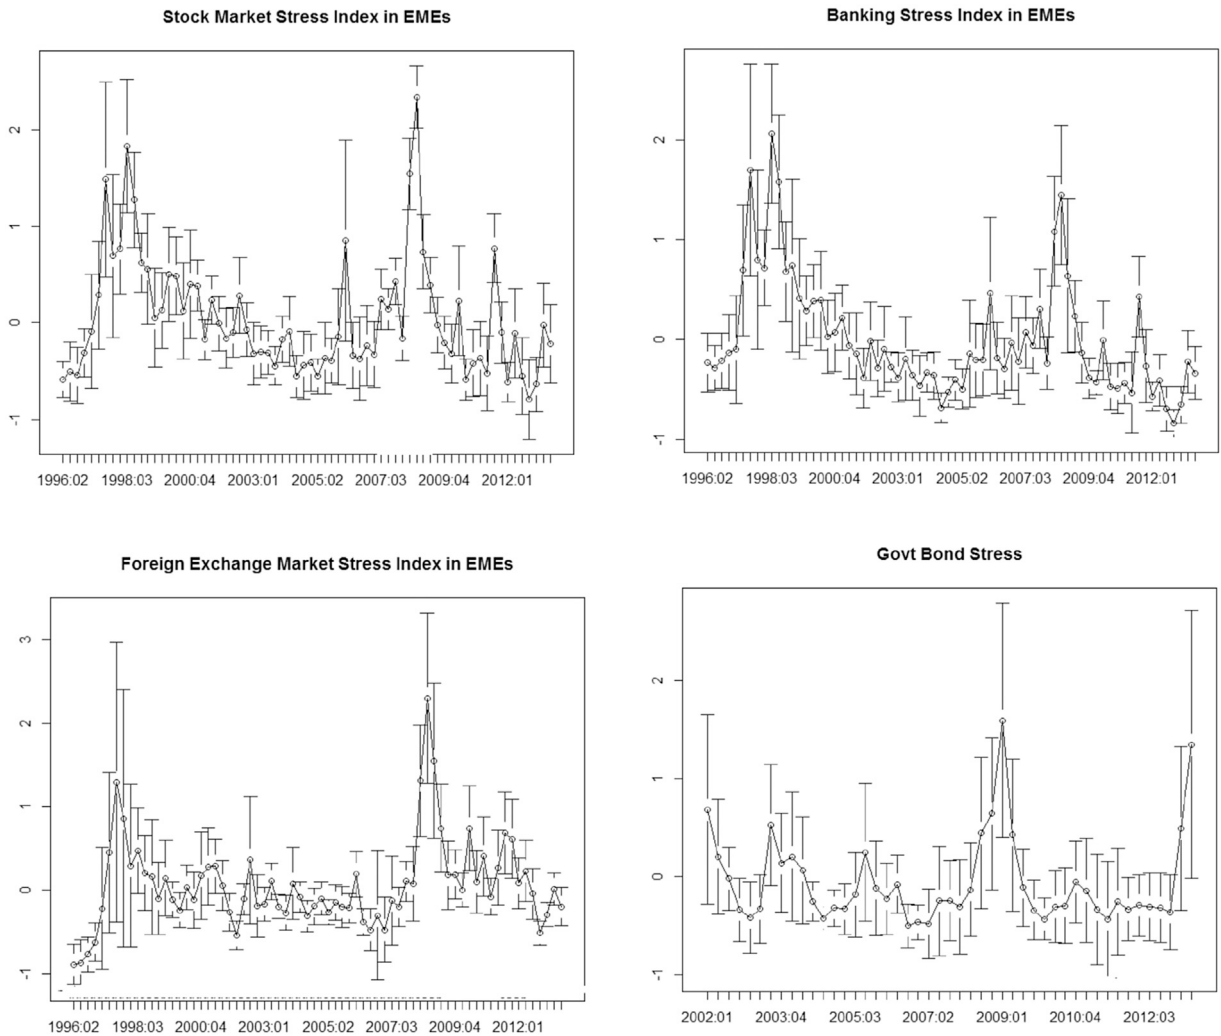 Stock Market Stress Index in EMEs
2
1
0
-1
1996:02 1998:03 2000:04 2003:01 2005:02 2007:03 2009:04 2012:01
Banking Stress Index in EMEs
2
1
0
-1
1996:02 1998:03 2000:04 2003:01 2005:02 2007:03 2009:04 2012:01
Foreign Exchange Market Stress Index in EMEs
3
2
1
0
-1
1996:02 1998:03 2000:04 2003:01 2005:02 2007:03 2009:04 2012:01
Govt Bond Stress
2
1
0
-1
2002:01 2003:04 2005:03 2007:02 2009:01 2010:04 2012:03